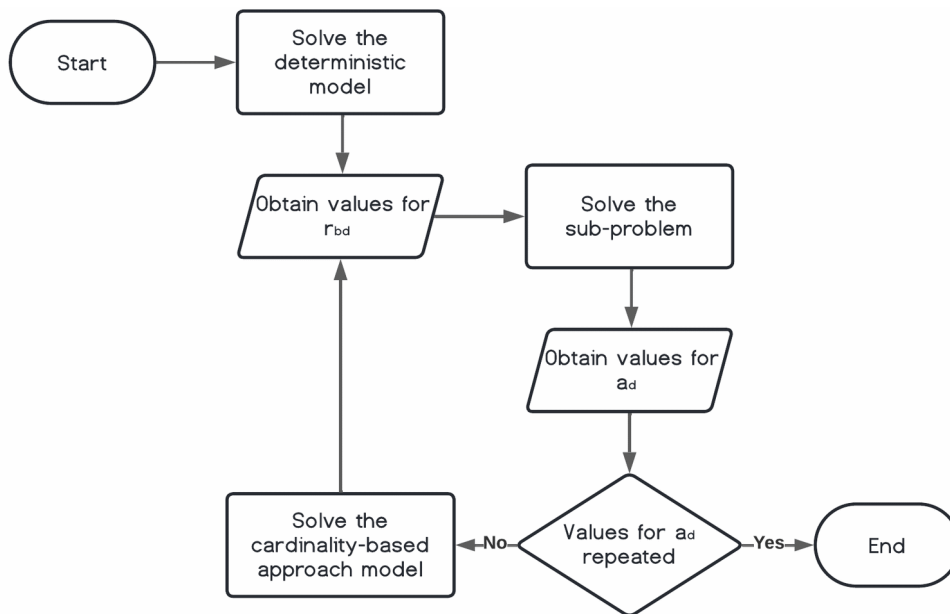 Start
Solve the
deterministic
model
Obtain values for
rbd
Solve the
sub-problem
Obtain values for
ad
Values for ad
repeated
No
Yes
Solve the
cardinality-based
approach model
End